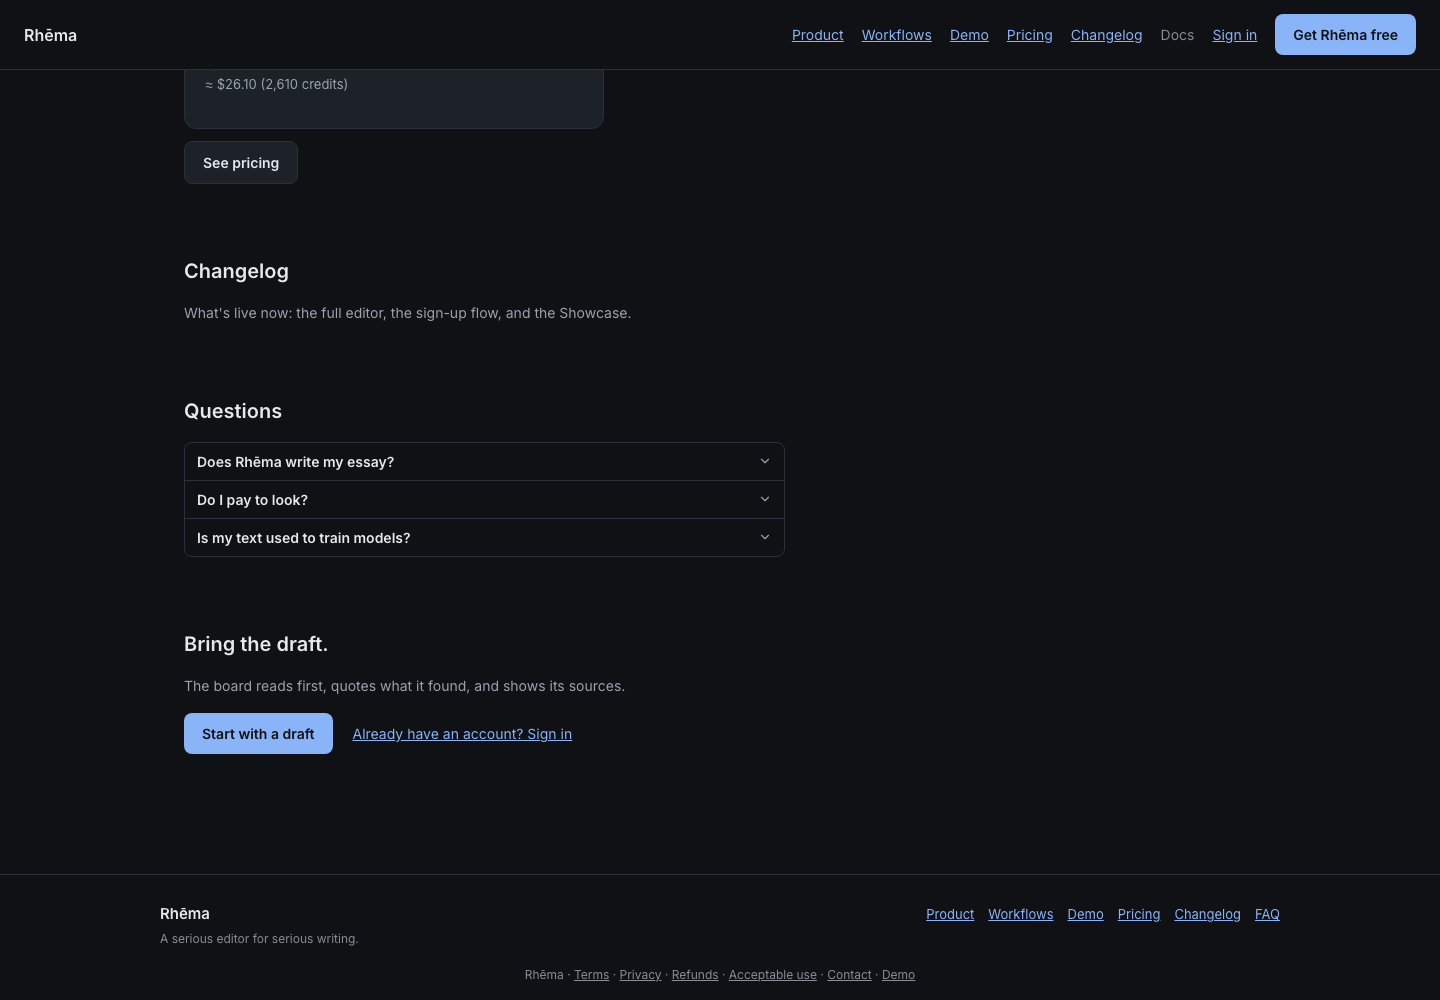 Rhēma
Product Workflows Demo Pricing Changelog Docs Sign in Get Rhēma free
≈ $26.10 (2,610 credits)
See pricing
Changelog
What's live now: the full editor, the sign-up flow, and the Showcase.
Questions
Does Rhēma write my essay?
Do I pay to look?
Is my text used to train models?
Bring the draft.
The board reads first, quotes what it found, and shows its sources.
Start with a draft Already have an account? Sign in
Rhēma
Product Workflows Demo Pricing Changelog FAQ
A serious editor for serious writing.
Rhēma · Terms · Privacy · Refunds · Acceptable use · Contact · Demo